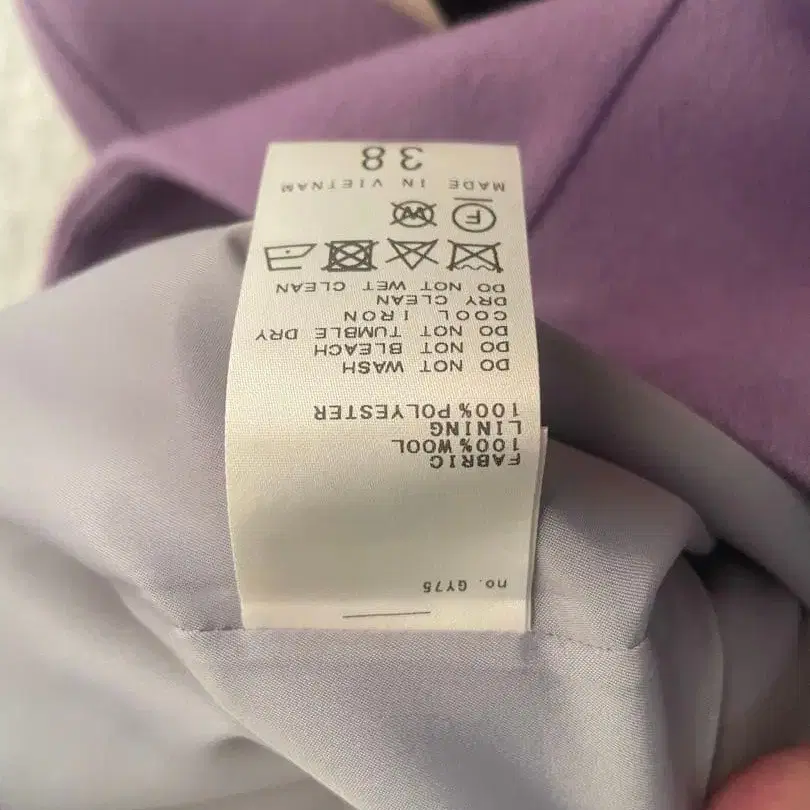 no. GY75
FABRIC
100% WOOL
LINING
100% POLYESTER
DO NOT WASH
DO NOT BLEACH
DO NOT TUMBLE DRY
COOL IRON
DRY CLEAN
DO NOT WET CLEAN
F W
MADE IN VIETNAM
38